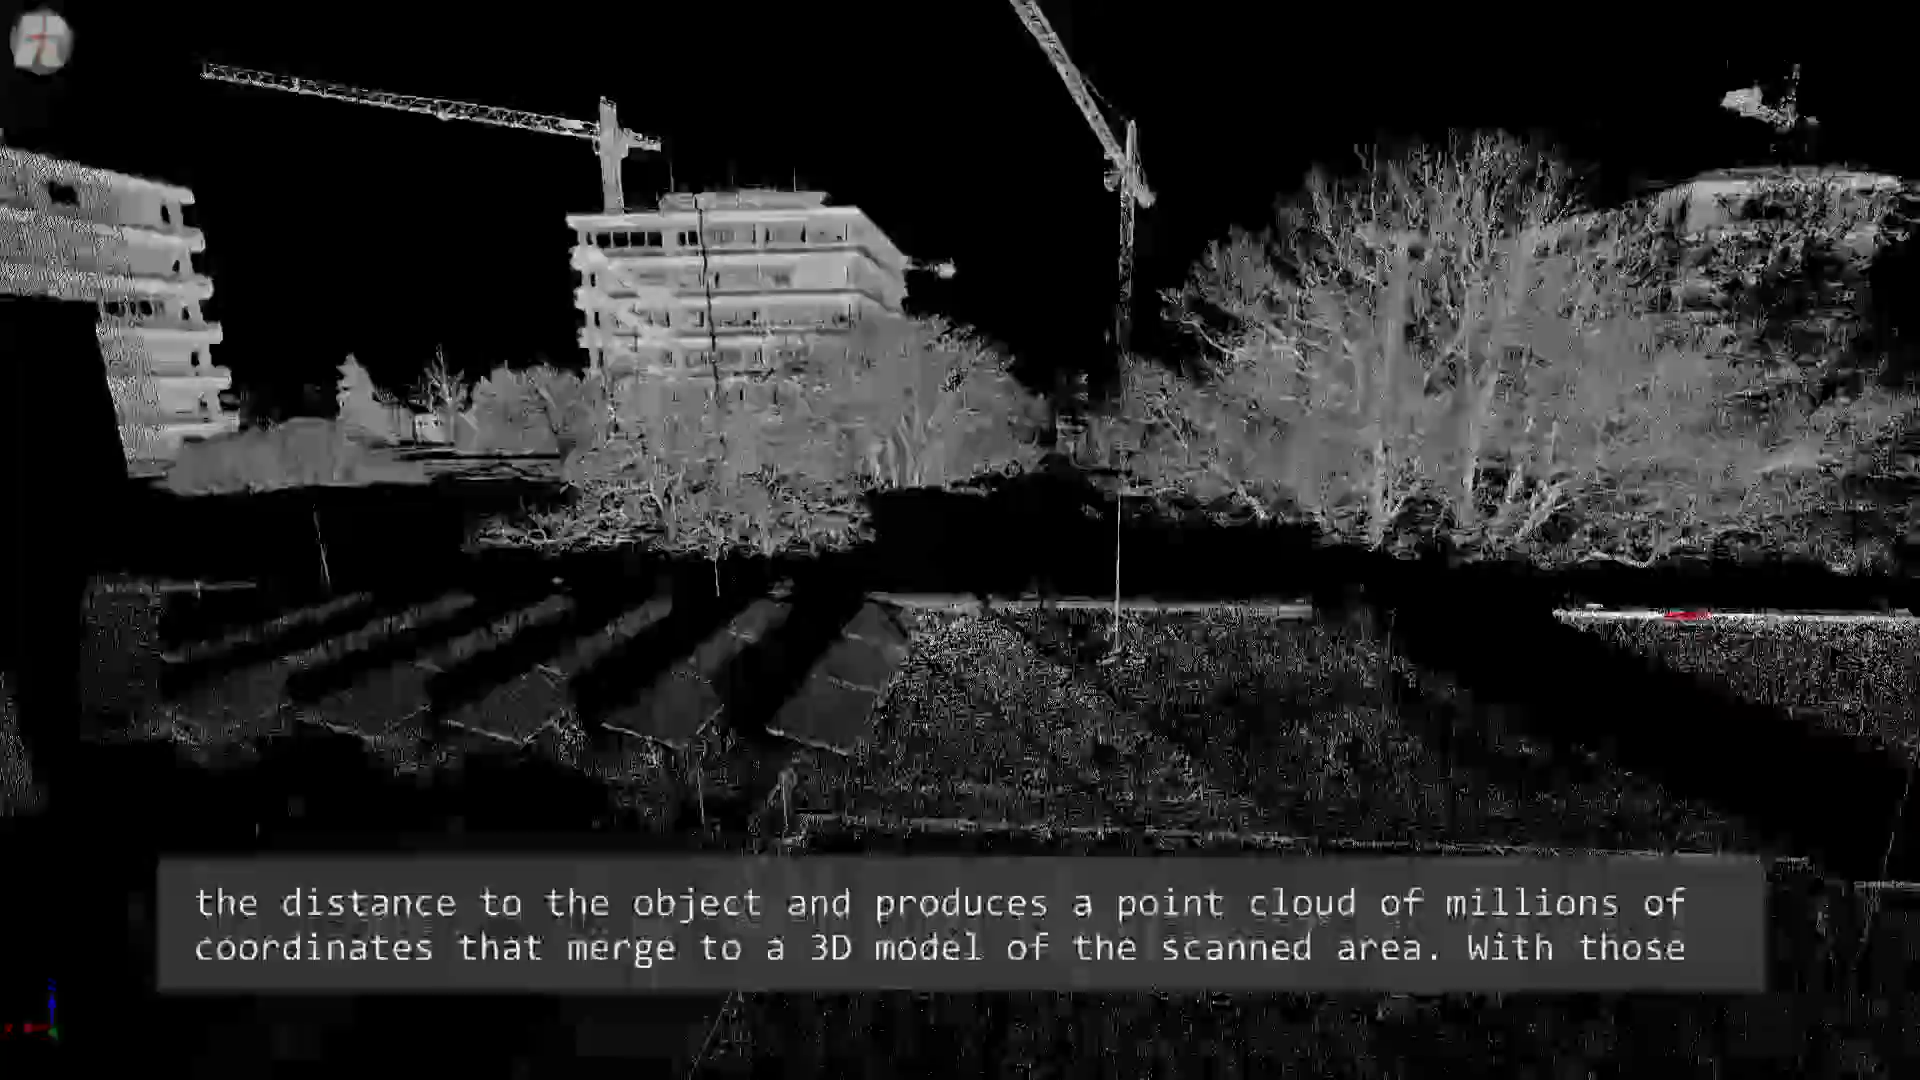 the distance to the object and produces a point cloud of millions of
coordinates that merge to a 3D model of the scanned area. With those